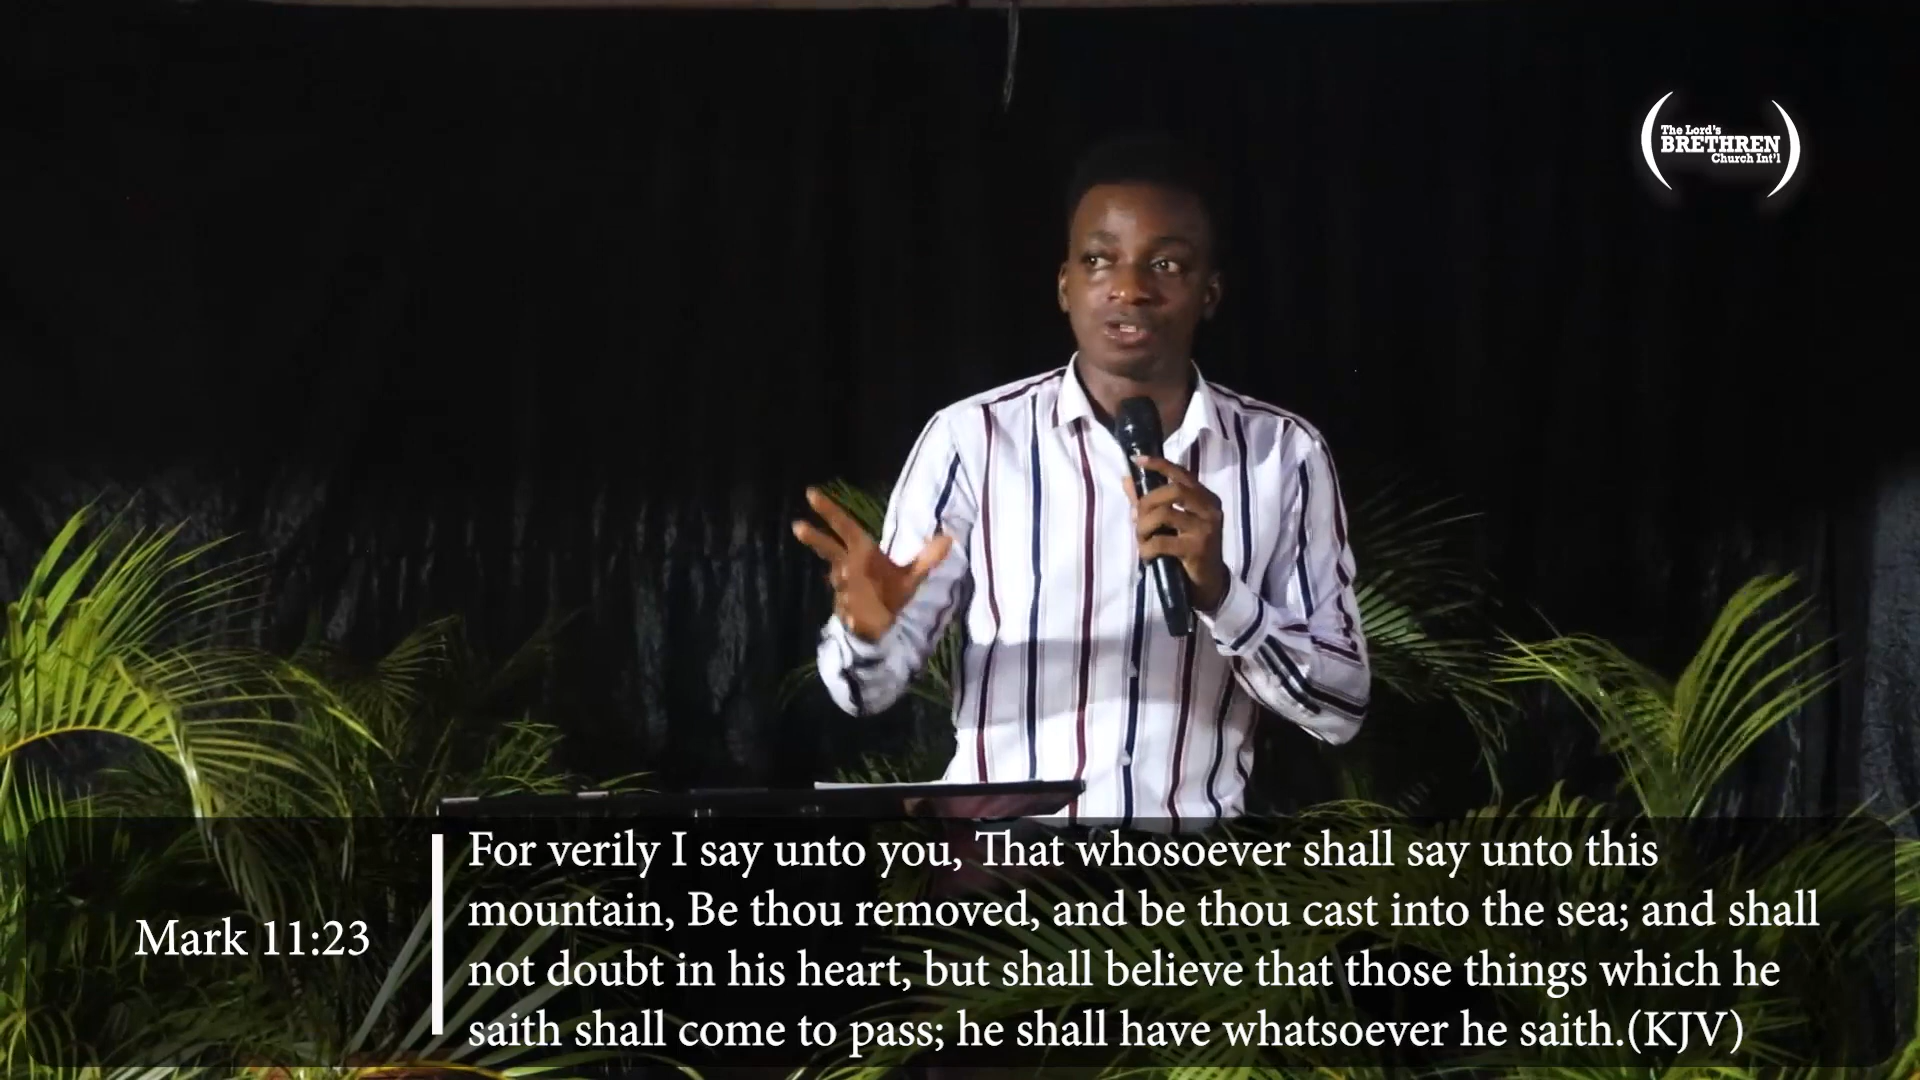 The Lord's
BRETHREN
Church Int'l
Mark 11:23
For verily I say unto you, That whosoever shall say unto this
mountain, Be thou removed, and be thou cast into the sea; and shall
not doubt in his heart, but shall believe that those things which he
saith shall come to pass; he shall have whatsoever he saith.(KJV)